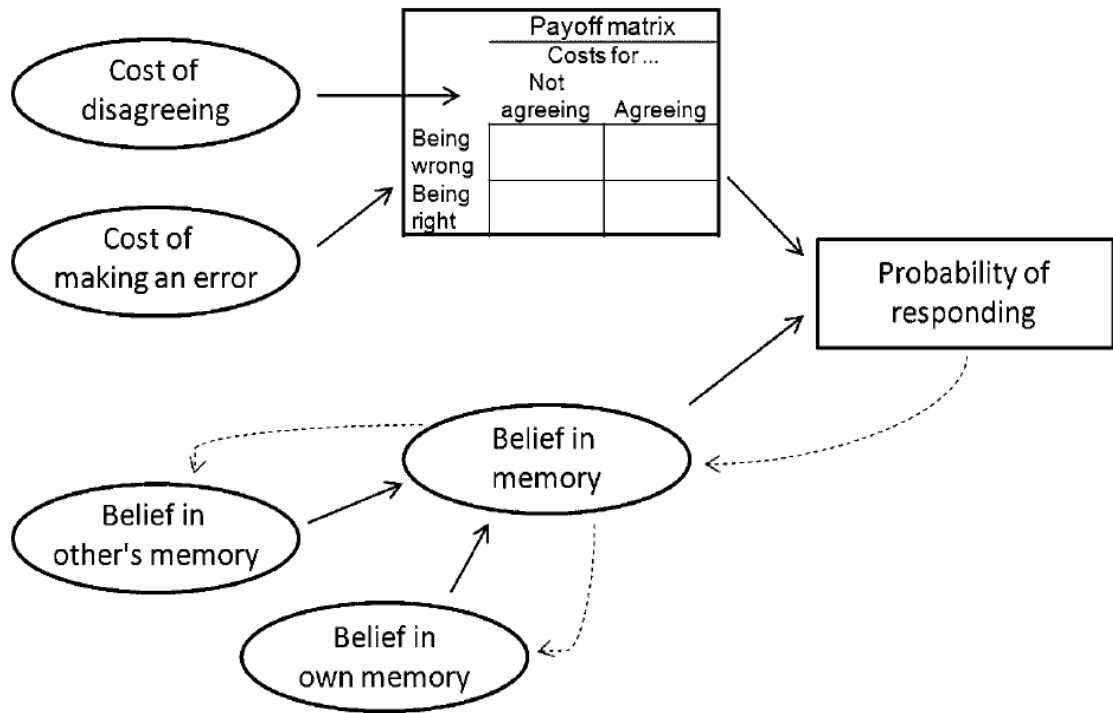 Cost of
disagreeing
Payoff matrix
Costs for ...
Not
agreeing
Agreeing
Being
wrong
Being
right
Cost of
making an error
Probability of
responding
Belief in
memory
Belief in
other's memory
Belief in
own memory